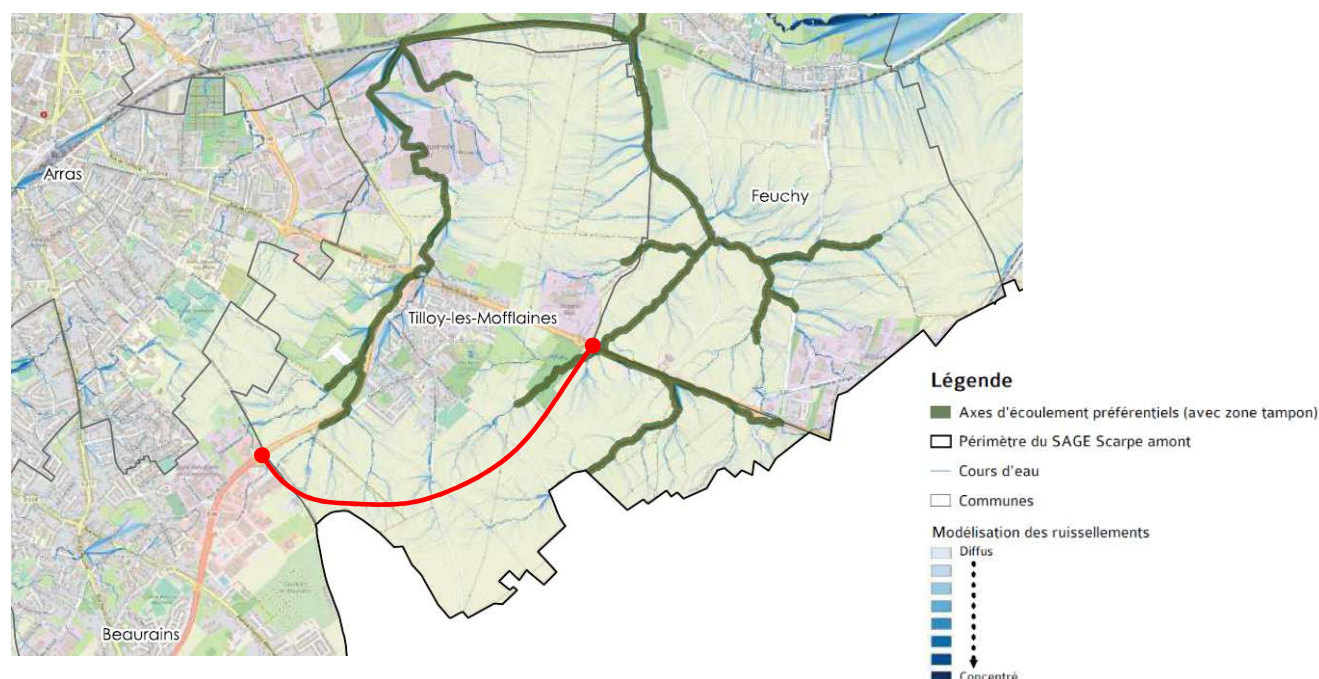 Arras
Feuchy
Tilloy-les-Mofflaines
Beaurains
Légende
Axes d'écoulement préférentiels (avec zone tampon)
Périmètre du SAGE Scarpe amont
Cours d'eau
Communes
Modélisation des ruissellements
Diffus
Concentré